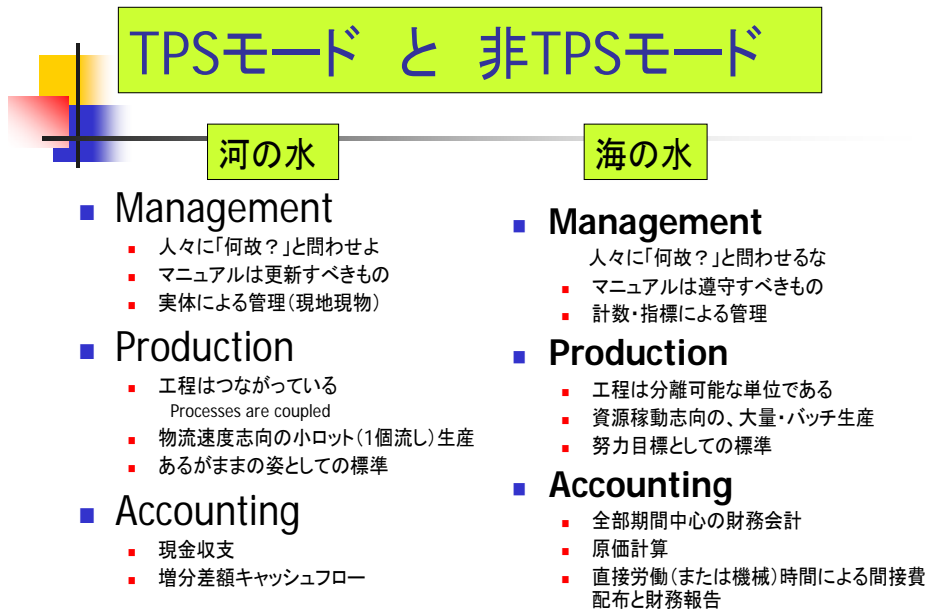 TPSモード と 非TPSモード
河の水
Management
人々に「何故？」と問わせよ
マニュアルは更新すべきもの
実体による管理（現地現物）
Production
工程はつながっている
Processes are coupled
物流速度志向の小ロット（1個流し）生産
あるがままの姿としての標準
Accounting
現金収支
増分差額キャッシュフロー
海の水
Management
人々に「何故？」と問わせるな
マニュアルは遵守すべきもの
計数・指標による管理
Production
工程は分離可能な単位である
資源稼動志向の、大量・バッチ生産
努力目標としての標準
Accounting
全部期間中心の財務会計
原価計算
直接労働（または機械）時間による間接費
配布と財務報告